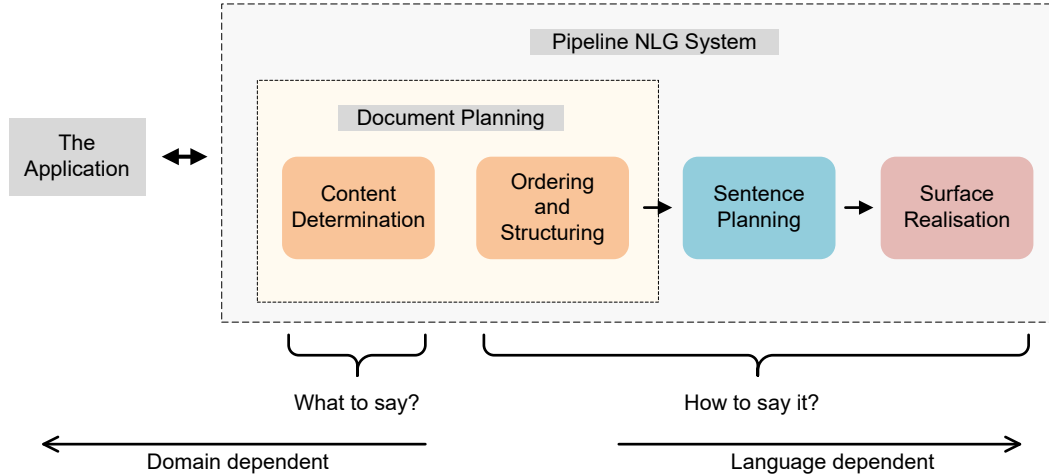 Pipeline NLG System
Document Planning
The
Application
Content
Determination
Ordering
and
Structuring
Sentence
Planning
Surface
Realisation
What to say?
How to say it?
Domain dependent
Language dependent